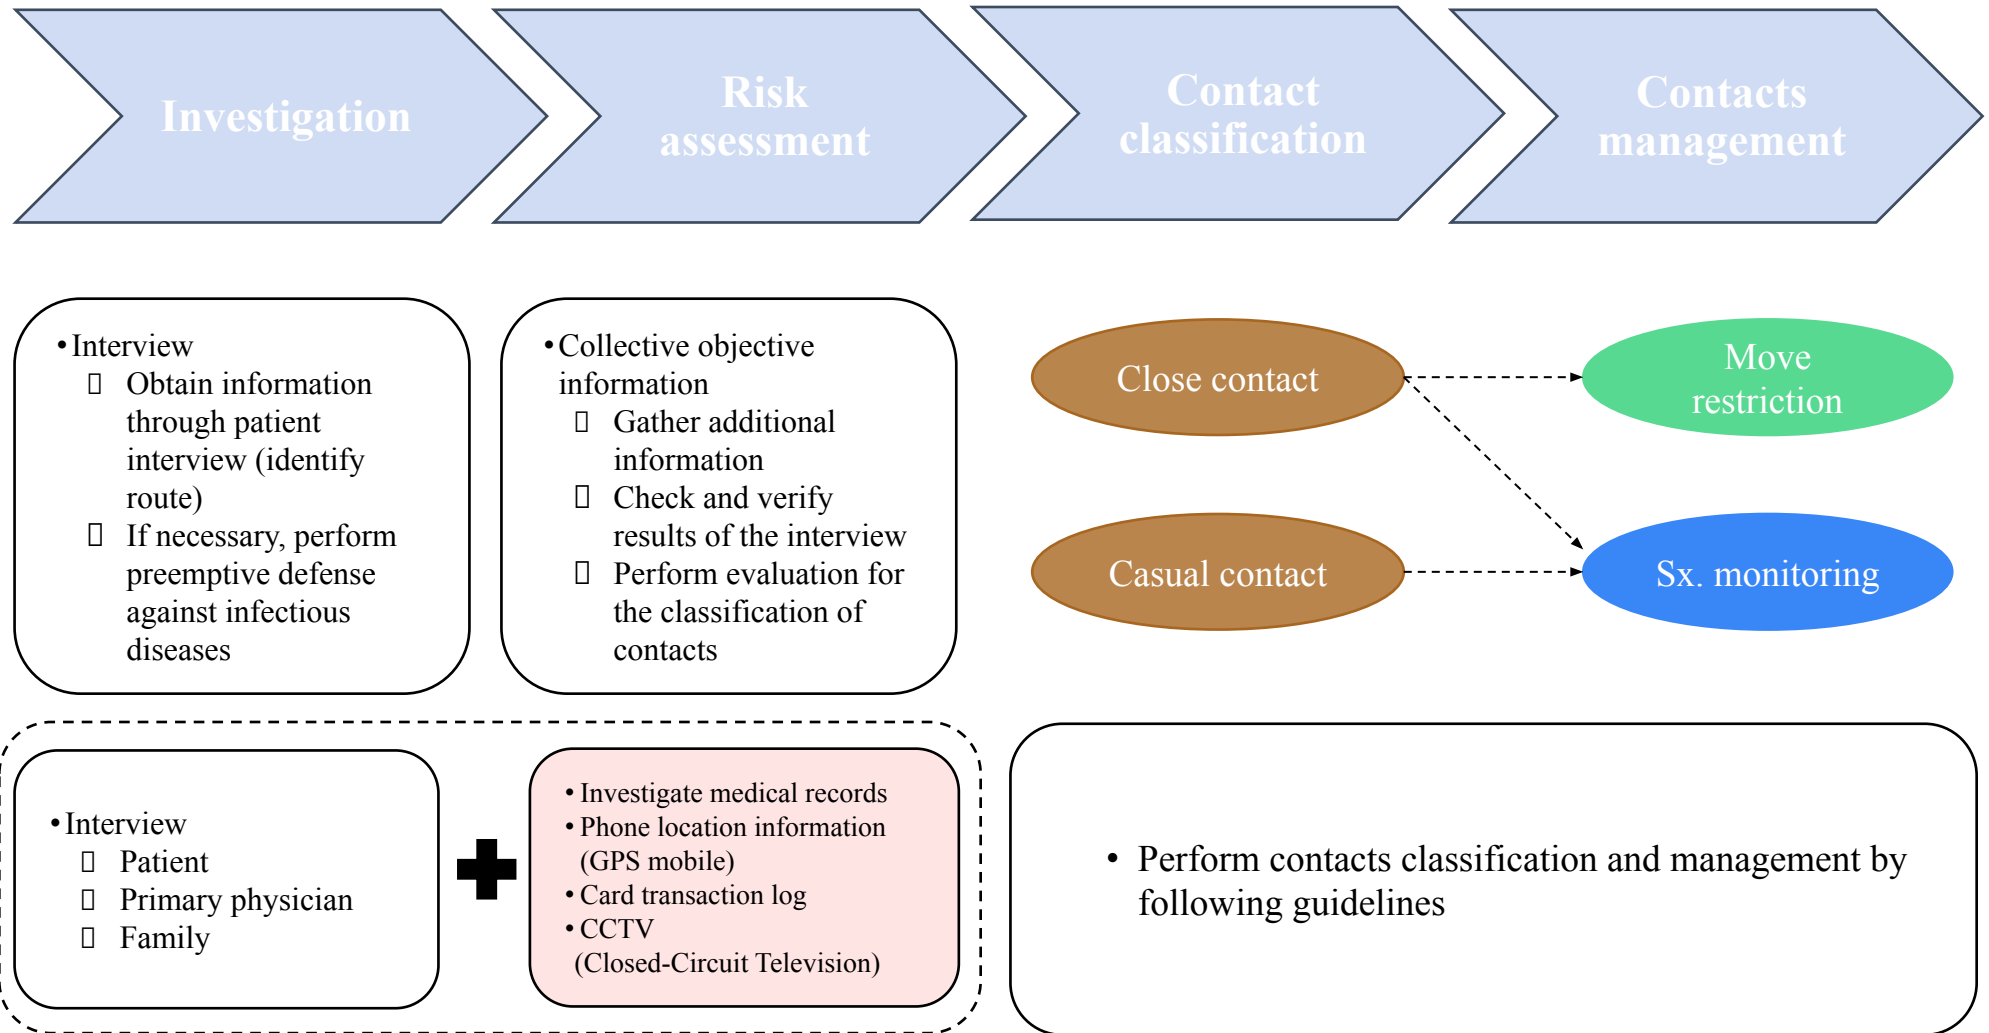 Investigation
Risk
assessment
Contact
classification
Contacts
management
•Interview
▯ Obtain information
through patient
interview (identify
route)
▯ If necessary, perform
preemptive defense
against infectious
diseases
•Collective objective
information
▯ Gather additional
information
▯ Check and verify
results of the interview
▯ Perform evaluation for
the classification of
contacts
Close contact
Move
restriction
Casual contact
Sx. monitoring
•Interview
▯ Patient
▯ Primary physician
▯ Family
• Investigate medical records
• Phone location information
(GPS mobile)
• Card transaction log
• CCTV
(Closed-Circuit Television)
• Perform contacts classification and management by
following guidelines